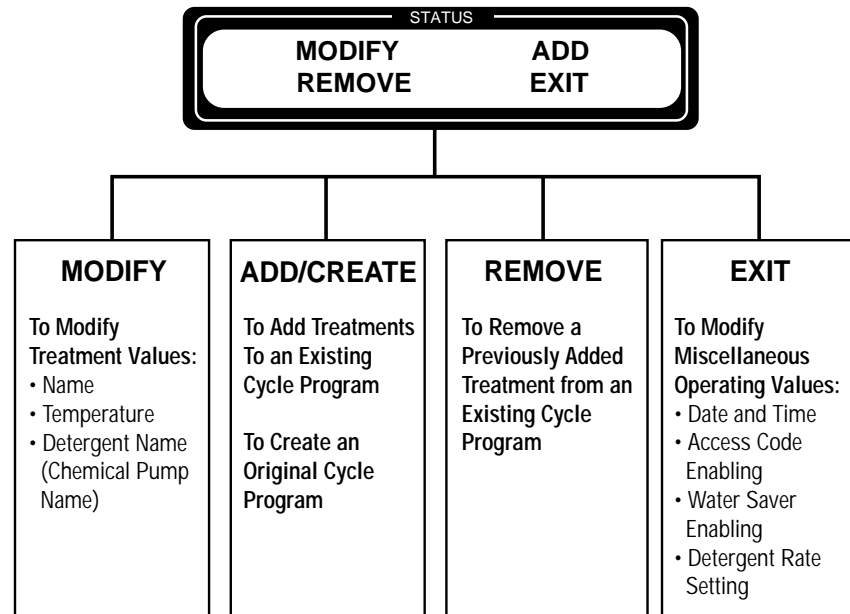 STATUS
MODIFY ADD
REMOVE EXIT
MODIFY
To Modify
Treatment Values:
• Name
• Temperature
• Detergent Name
(Chemical Pump
Name)
ADD/CREATE
To Add Treatments
To an Existing
Cycle Program
To Create an
Original Cycle
Program
REMOVE
To Remove a
Previously Added
Treatment from an
Existing Cycle
Program
EXIT
To Modify
Miscellaneous
Operating Values:
• Date and Time
• Access Code
Enabling
• Water Saver
Enabling
• Detergent Rate
Setting